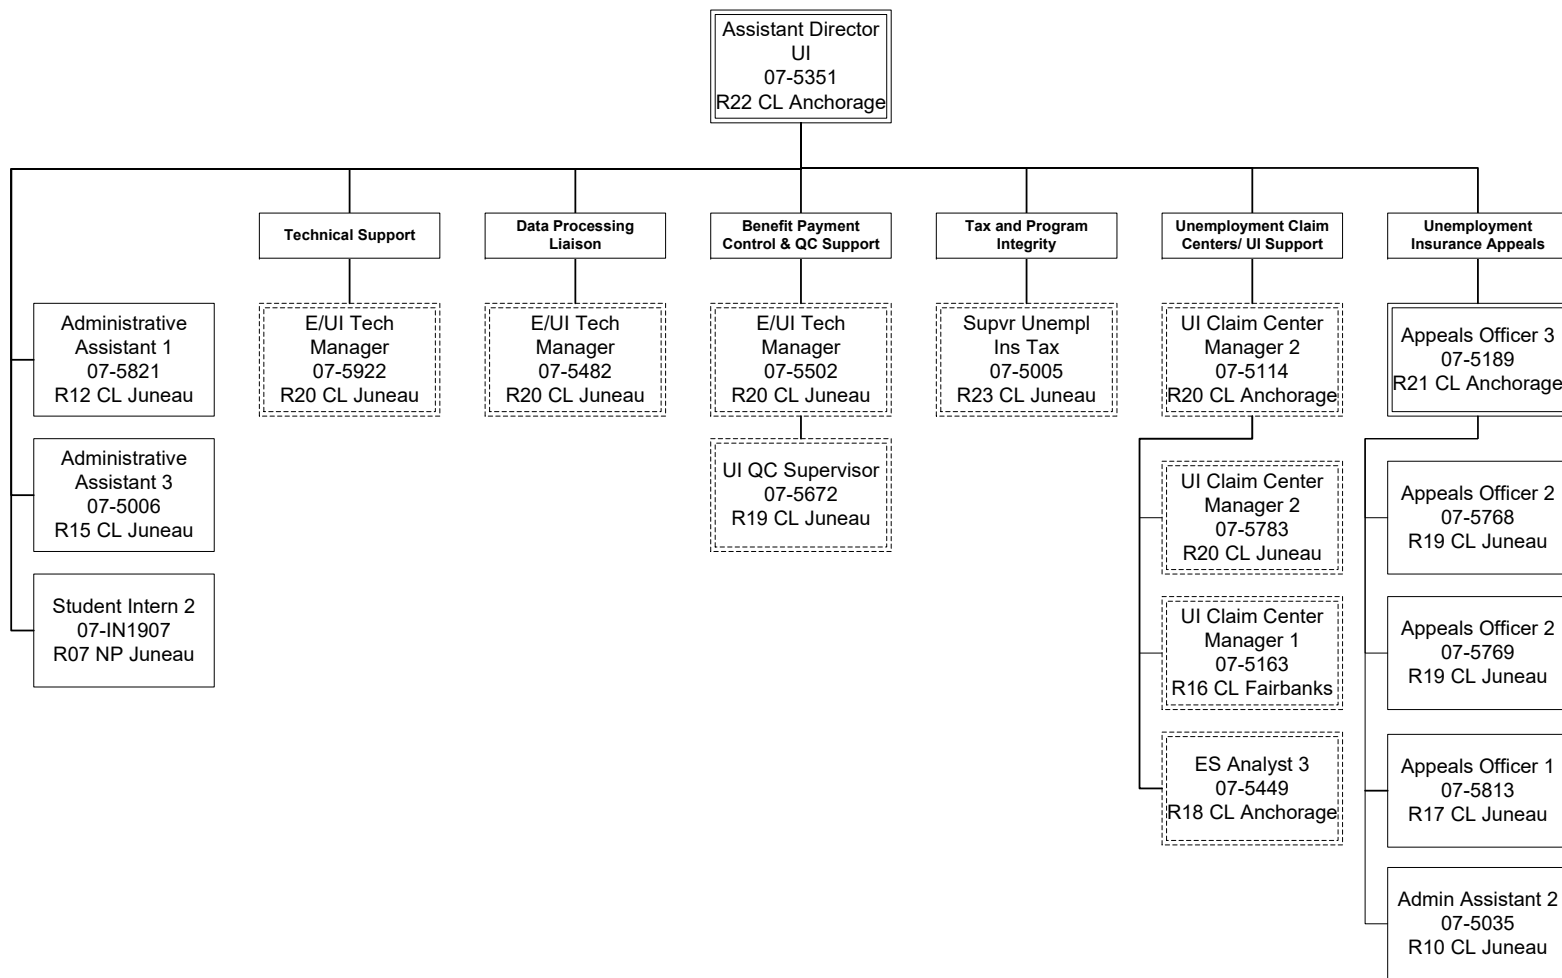 Assistant Director
UI
07-5351
R22 CL Anchorage
Technical Support
Data Processing
Liaison
Benefit Payment
Control & QC Support
Tax and Program
Integrity
Unemployment Claim
Centers/ UI Support
Unemployment
Insurance Appeals
Administrative
Assistant 1
07-5821
R12 CL Juneau
E/UI Tech
Manager
07-5922
R20 CL Juneau
E/UI Tech
Manager
07-5482
R20 CL Juneau
E/UI Tech
Manager
07-5502
R20 CL Juneau
Supvr Unempl
Ins Tax
07-5005
R23 CL Juneau
UI Claim Center
Manager 2
07-5114
R20 CL Anchorage
Appeals Officer 3
07-5189
R21 CL Anchorage
Administrative
Assistant 3
07-5006
R15 CL Juneau
UI QC Supervisor
07-5672
R19 CL Juneau
UI Claim Center
Manager 2
07-5783
R20 CL Juneau
Appeals Officer 2
07-5768
R19 CL Juneau
Student Intern 2
07-IN1907
R07 NP Juneau
UI Claim Center
Manager 1
07-5163
R16 CL Fairbanks
Appeals Officer 2
07-5769
R19 CL Juneau
ES Analyst 3
07-5449
R18 CL Anchorage
Appeals Officer 1
07-5813
R17 CL Juneau
Admin Assistant 2
07-5035
R10 CL Juneau